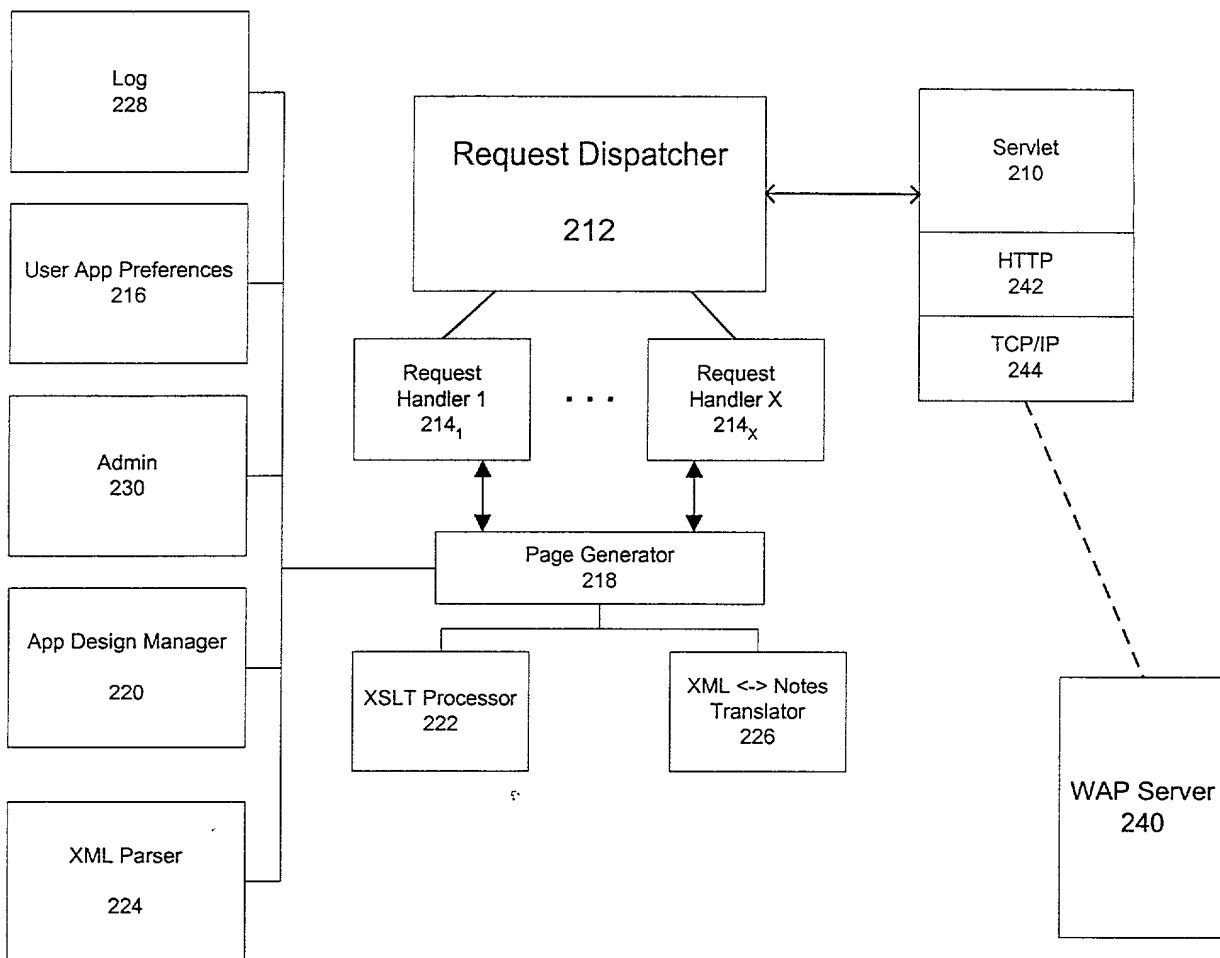 Log
228
User App Preferences
216
Admin
230
App Design Manager
220
XML Parser
224
Request Dispatcher
212
Request
Handler 1
214₁
. . .
Request
Handler X
214ₓ
Page Generator
218
XSLT Processor
222
XML <-> Notes
Translator
226
Servlet
210
HTTP
242
TCP/IP
244
WAP Server
240